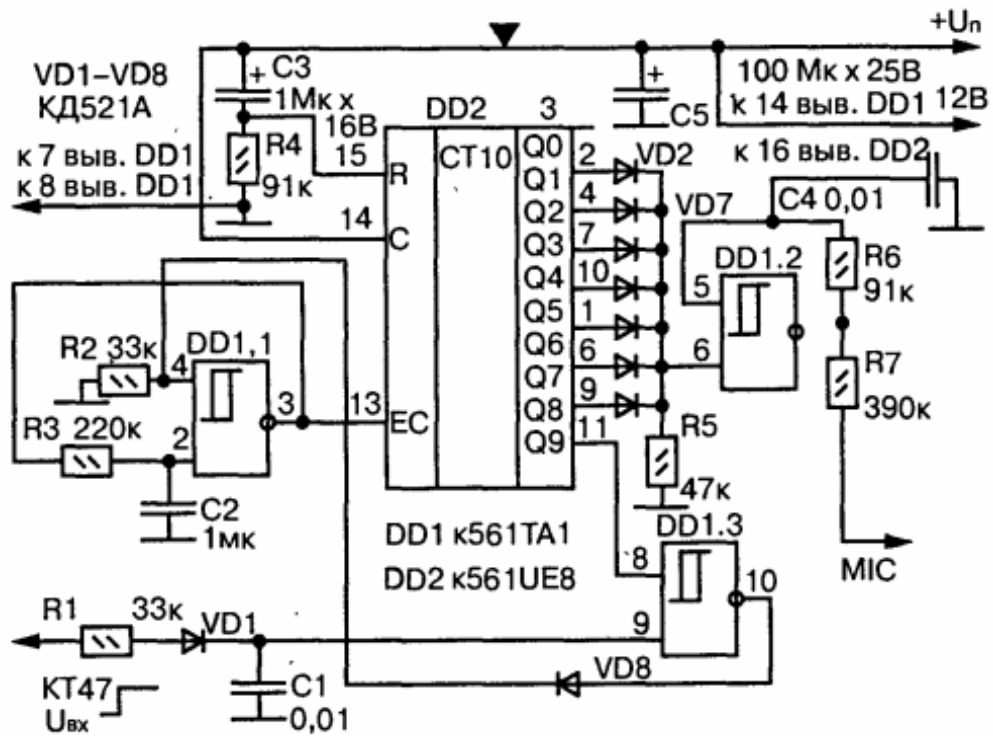 +Uп
VD1–VD8
КД521А
C3
1Мк x
16В
DD2
3
C5
100 Мк x 25В
к 14 выв. DD1
12В
к 16 выв. DD2
к 7 выв. DD1
к 8 выв. DD1
R4
91к
15
14
R
C
CT10
Q0
Q1
Q2
Q3
Q4
Q5
Q6
Q7
Q8
Q9
2
4
7
10
1
6
9
11
VD2
VD7
C4 0,01
DD1.2
5
6
R6
91к
R7
390к
MIC
R2
33к
4
DD1,1
3
13
EC
R3
220к
2
C2
1мк
R5
47к
DD1 к561ТА1
DD2 к561UE8
DD1.3
8
10
9
R1
33к
VD1
VD8
КТ47
Uвх
C1
0,01